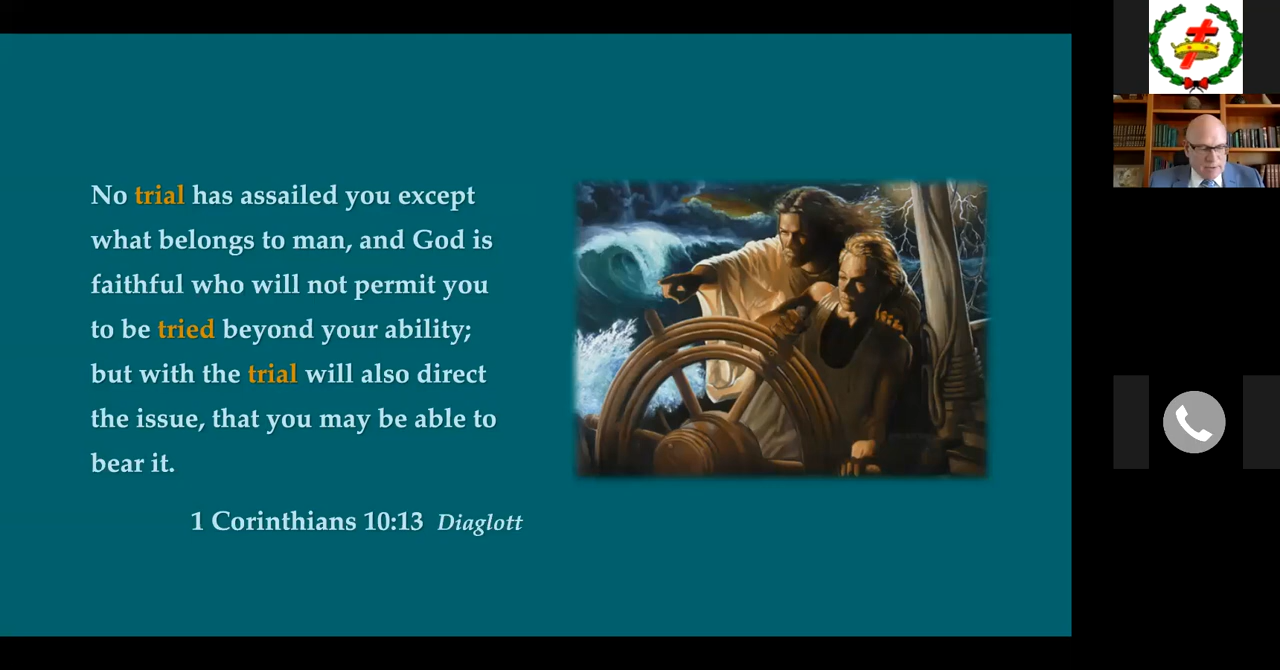 No trial has assailed you except
what belongs to man, and God is
faithful who will not permit you
to be tried beyond your ability;
but with the trial will also direct
the issue, that you may be able to
bear it.
1 Corinthians 10:13 Diaglott